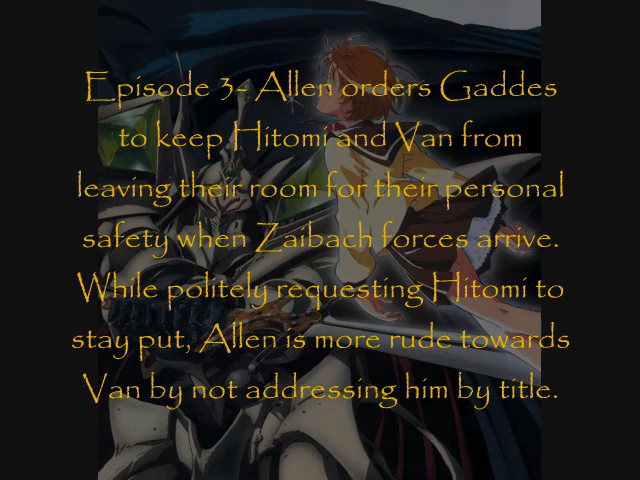 Episode 3- Allen orders Gaddes
to keep Hitomi and Van from
leaving their room for their personal
safety when Zaibach forces arrive.
While politely requesting Hitomi to
stay put, Allen is more rude towards
Van by not addressing him by title.